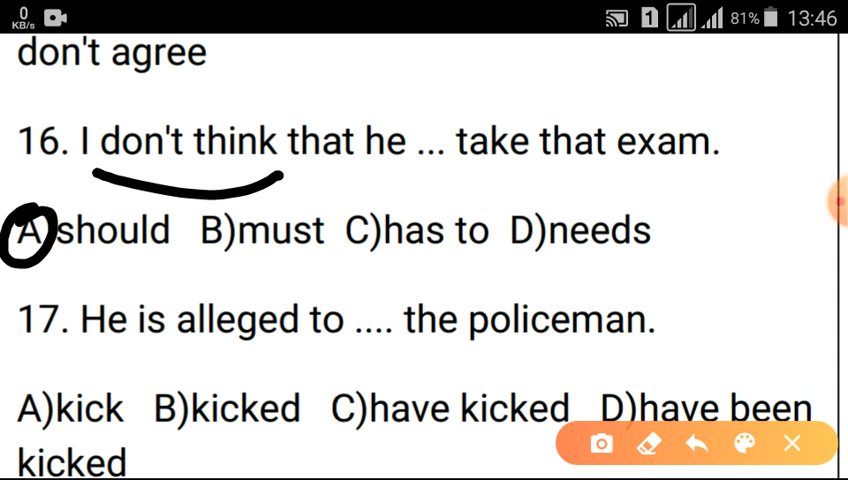 0
KB/s
1
81%
13:46
don't agree
16. I don't think that he ... take that exam.
A)should B)must C)has to D)needs
17. He is alleged to .... the policeman.
A)kick B)kicked C)have kicked D)have been
kicked